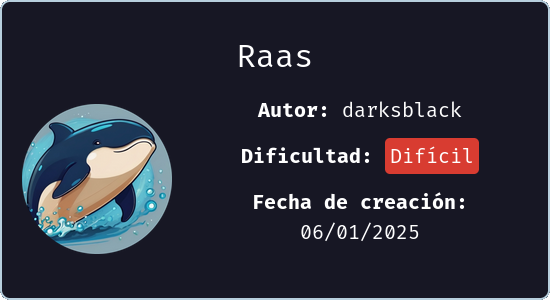 Raas
Autor: darksblack
Dificultad: Difícil
Fecha de creación:
06/01/2025